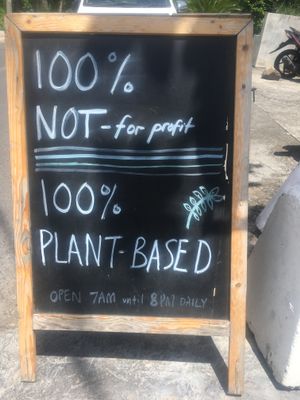 100%
NOT-for profit
100%
PLANT-BASED
OPEN 7AM until 8PM DAILY